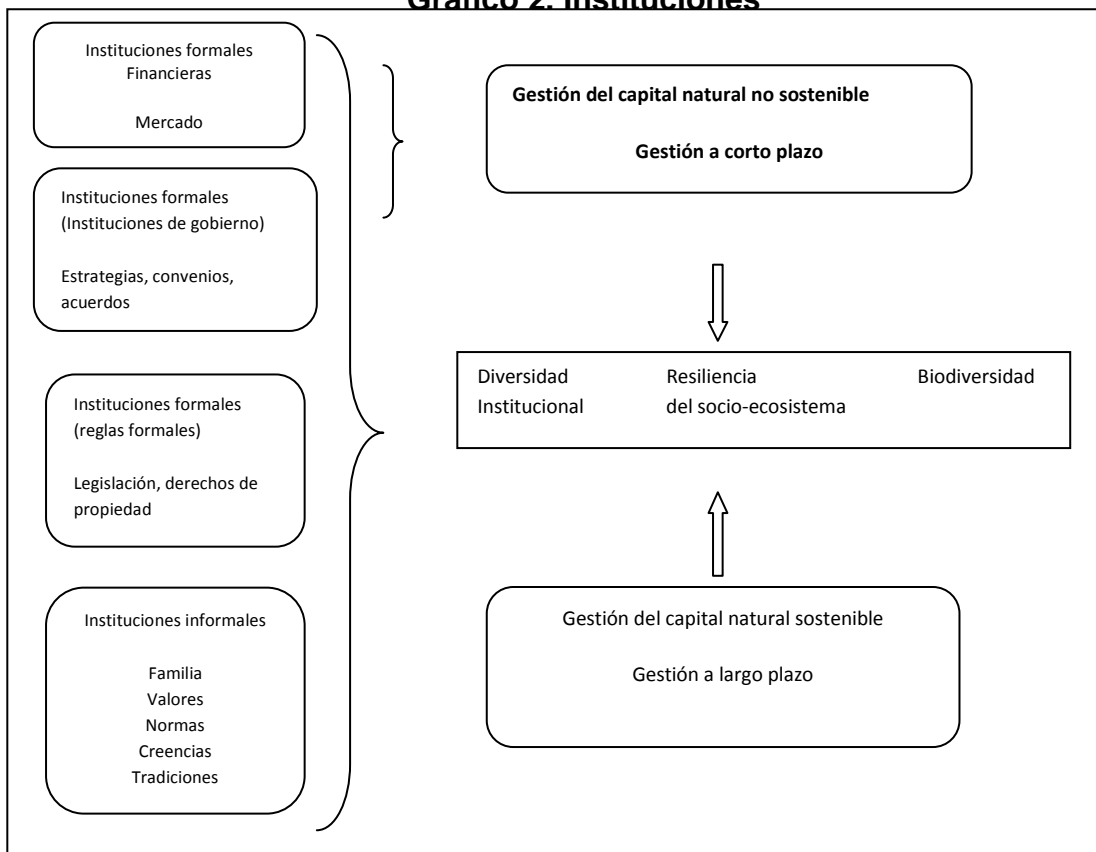 Gráfico 2. Instituciones
Instituciones formales
Financieras
Mercado
Instituciones formales
(Instituciones de gobierno)
Estrategias, convenios,
acuerdos
Instituciones formales
(reglas formales)
Legislación, derechos de
propiedad
Instituciones informales
Familia
Valores
Normas
Creencias
Tradiciones
Gestión del capital natural no sostenible
Gestión a corto plazo
Diversidad
Institucional
Resiliencia
del socio-ecosistema
Biodiversidad
Gestión del capital natural sostenible
Gestión a largo plazo